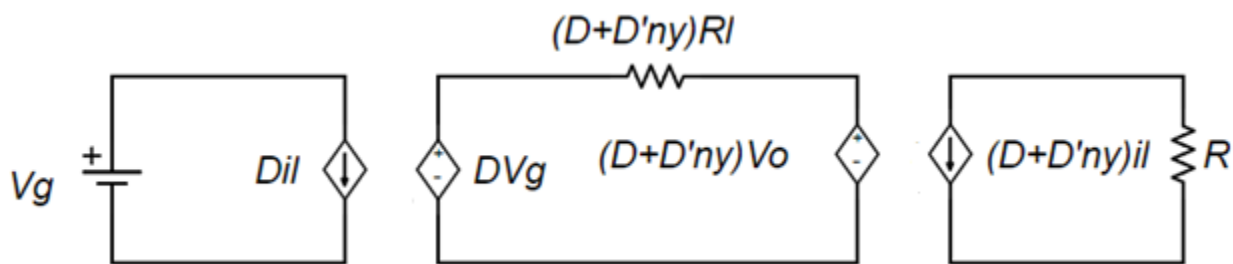 (D+D'ny)Rl
+
Vg
Dil
+
-
DVg
(D+D'ny)Vo
+
-
(D+D'ny)il
R